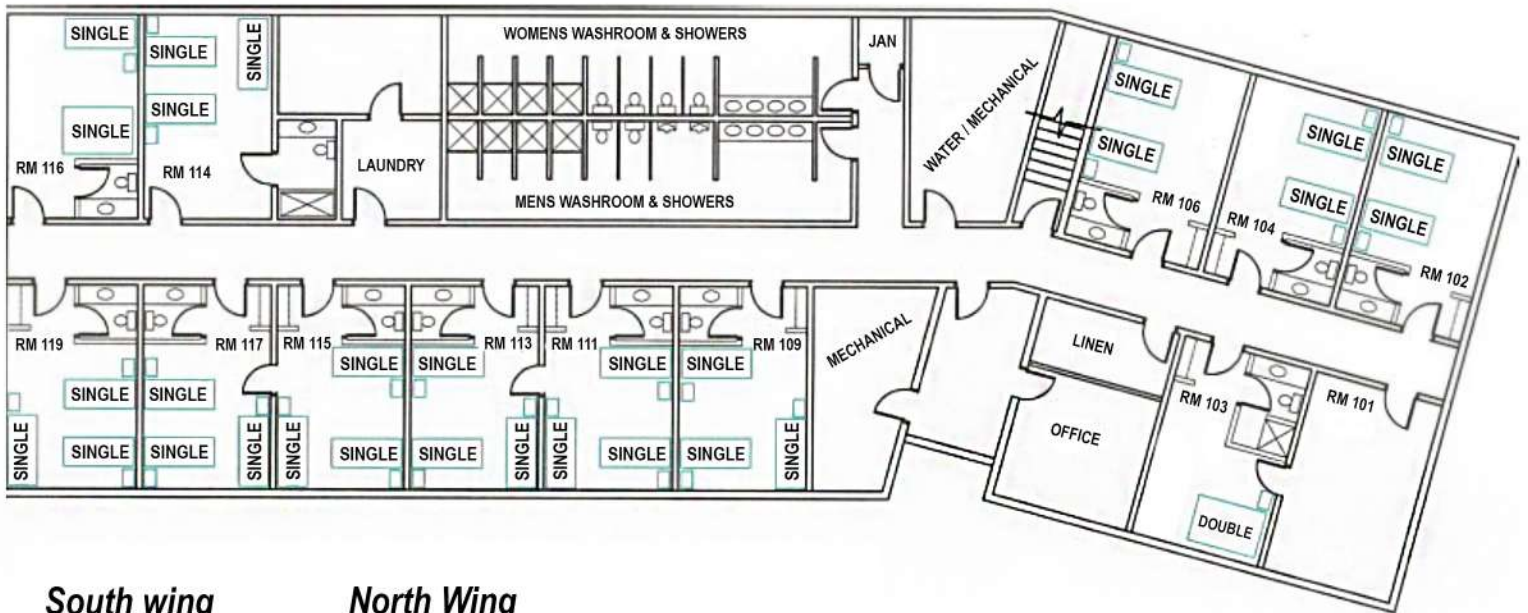 SINGLE
SINGLE
RM 116
SINGLE
SINGLE
SINGLE
RM 114
LAUNDRY
WOMENS WASHROOM & SHOWERS
MENS WASHROOM & SHOWERS
JAN
WATER / MECHANICAL
SINGLE
SINGLE
RM 106
SINGLE
SINGLE
RM 104
SINGLE
SINGLE
RM 102
RM 119
SINGLE
SINGLE
SINGLE
RM 117
SINGLE
SINGLE
SINGLE
RM 115
SINGLE
SINGLE
SINGLE
RM 113
SINGLE
SINGLE
SINGLE
RM 111
SINGLE
SINGLE
SINGLE
RM 109
SINGLE
SINGLE
SINGLE
MECHANICAL
LINEN
OFFICE
RM 103
DOUBLE
RM 101
South wing
North Wing